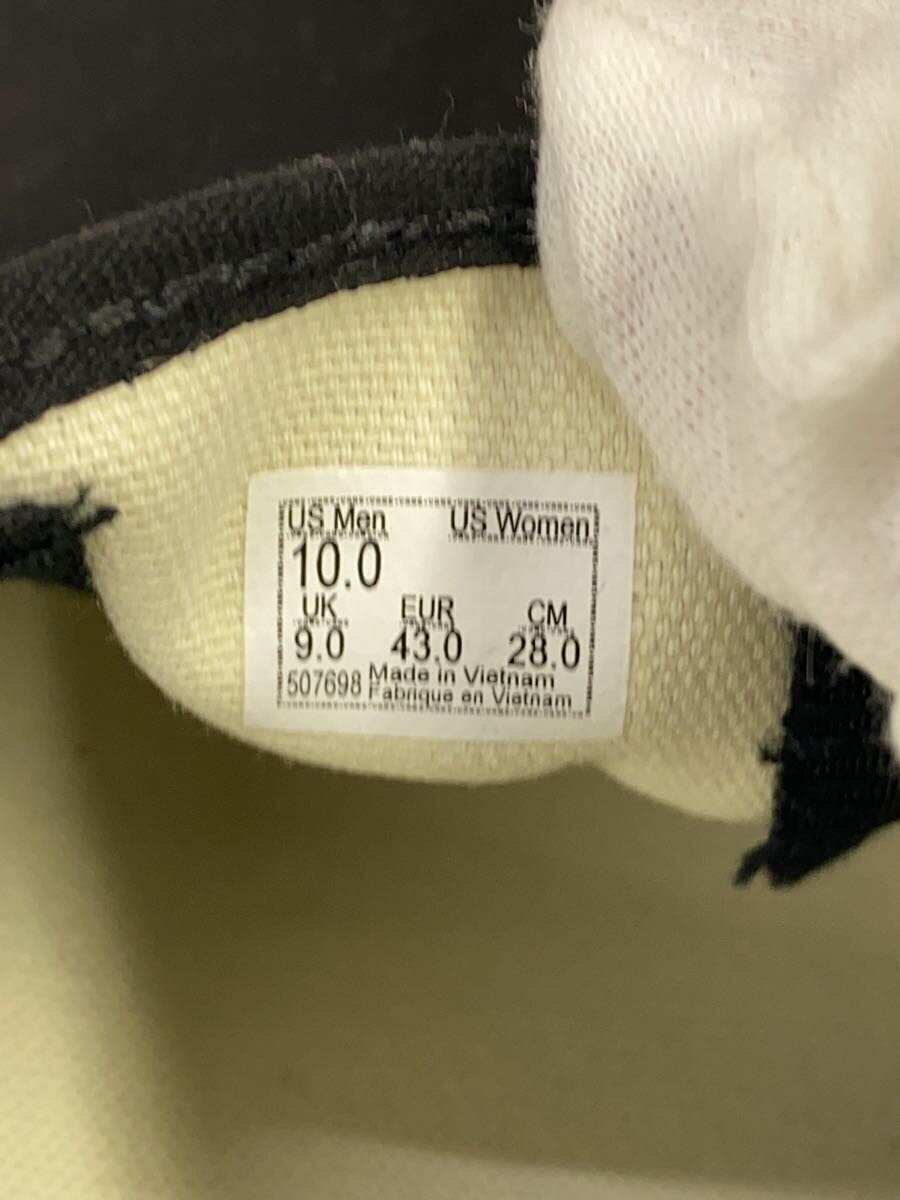 US Men US Women
10.0
UK EUR CM
9.0 43.0 28.0
507698 Made in Vietnam
Fabrique en Vietnam